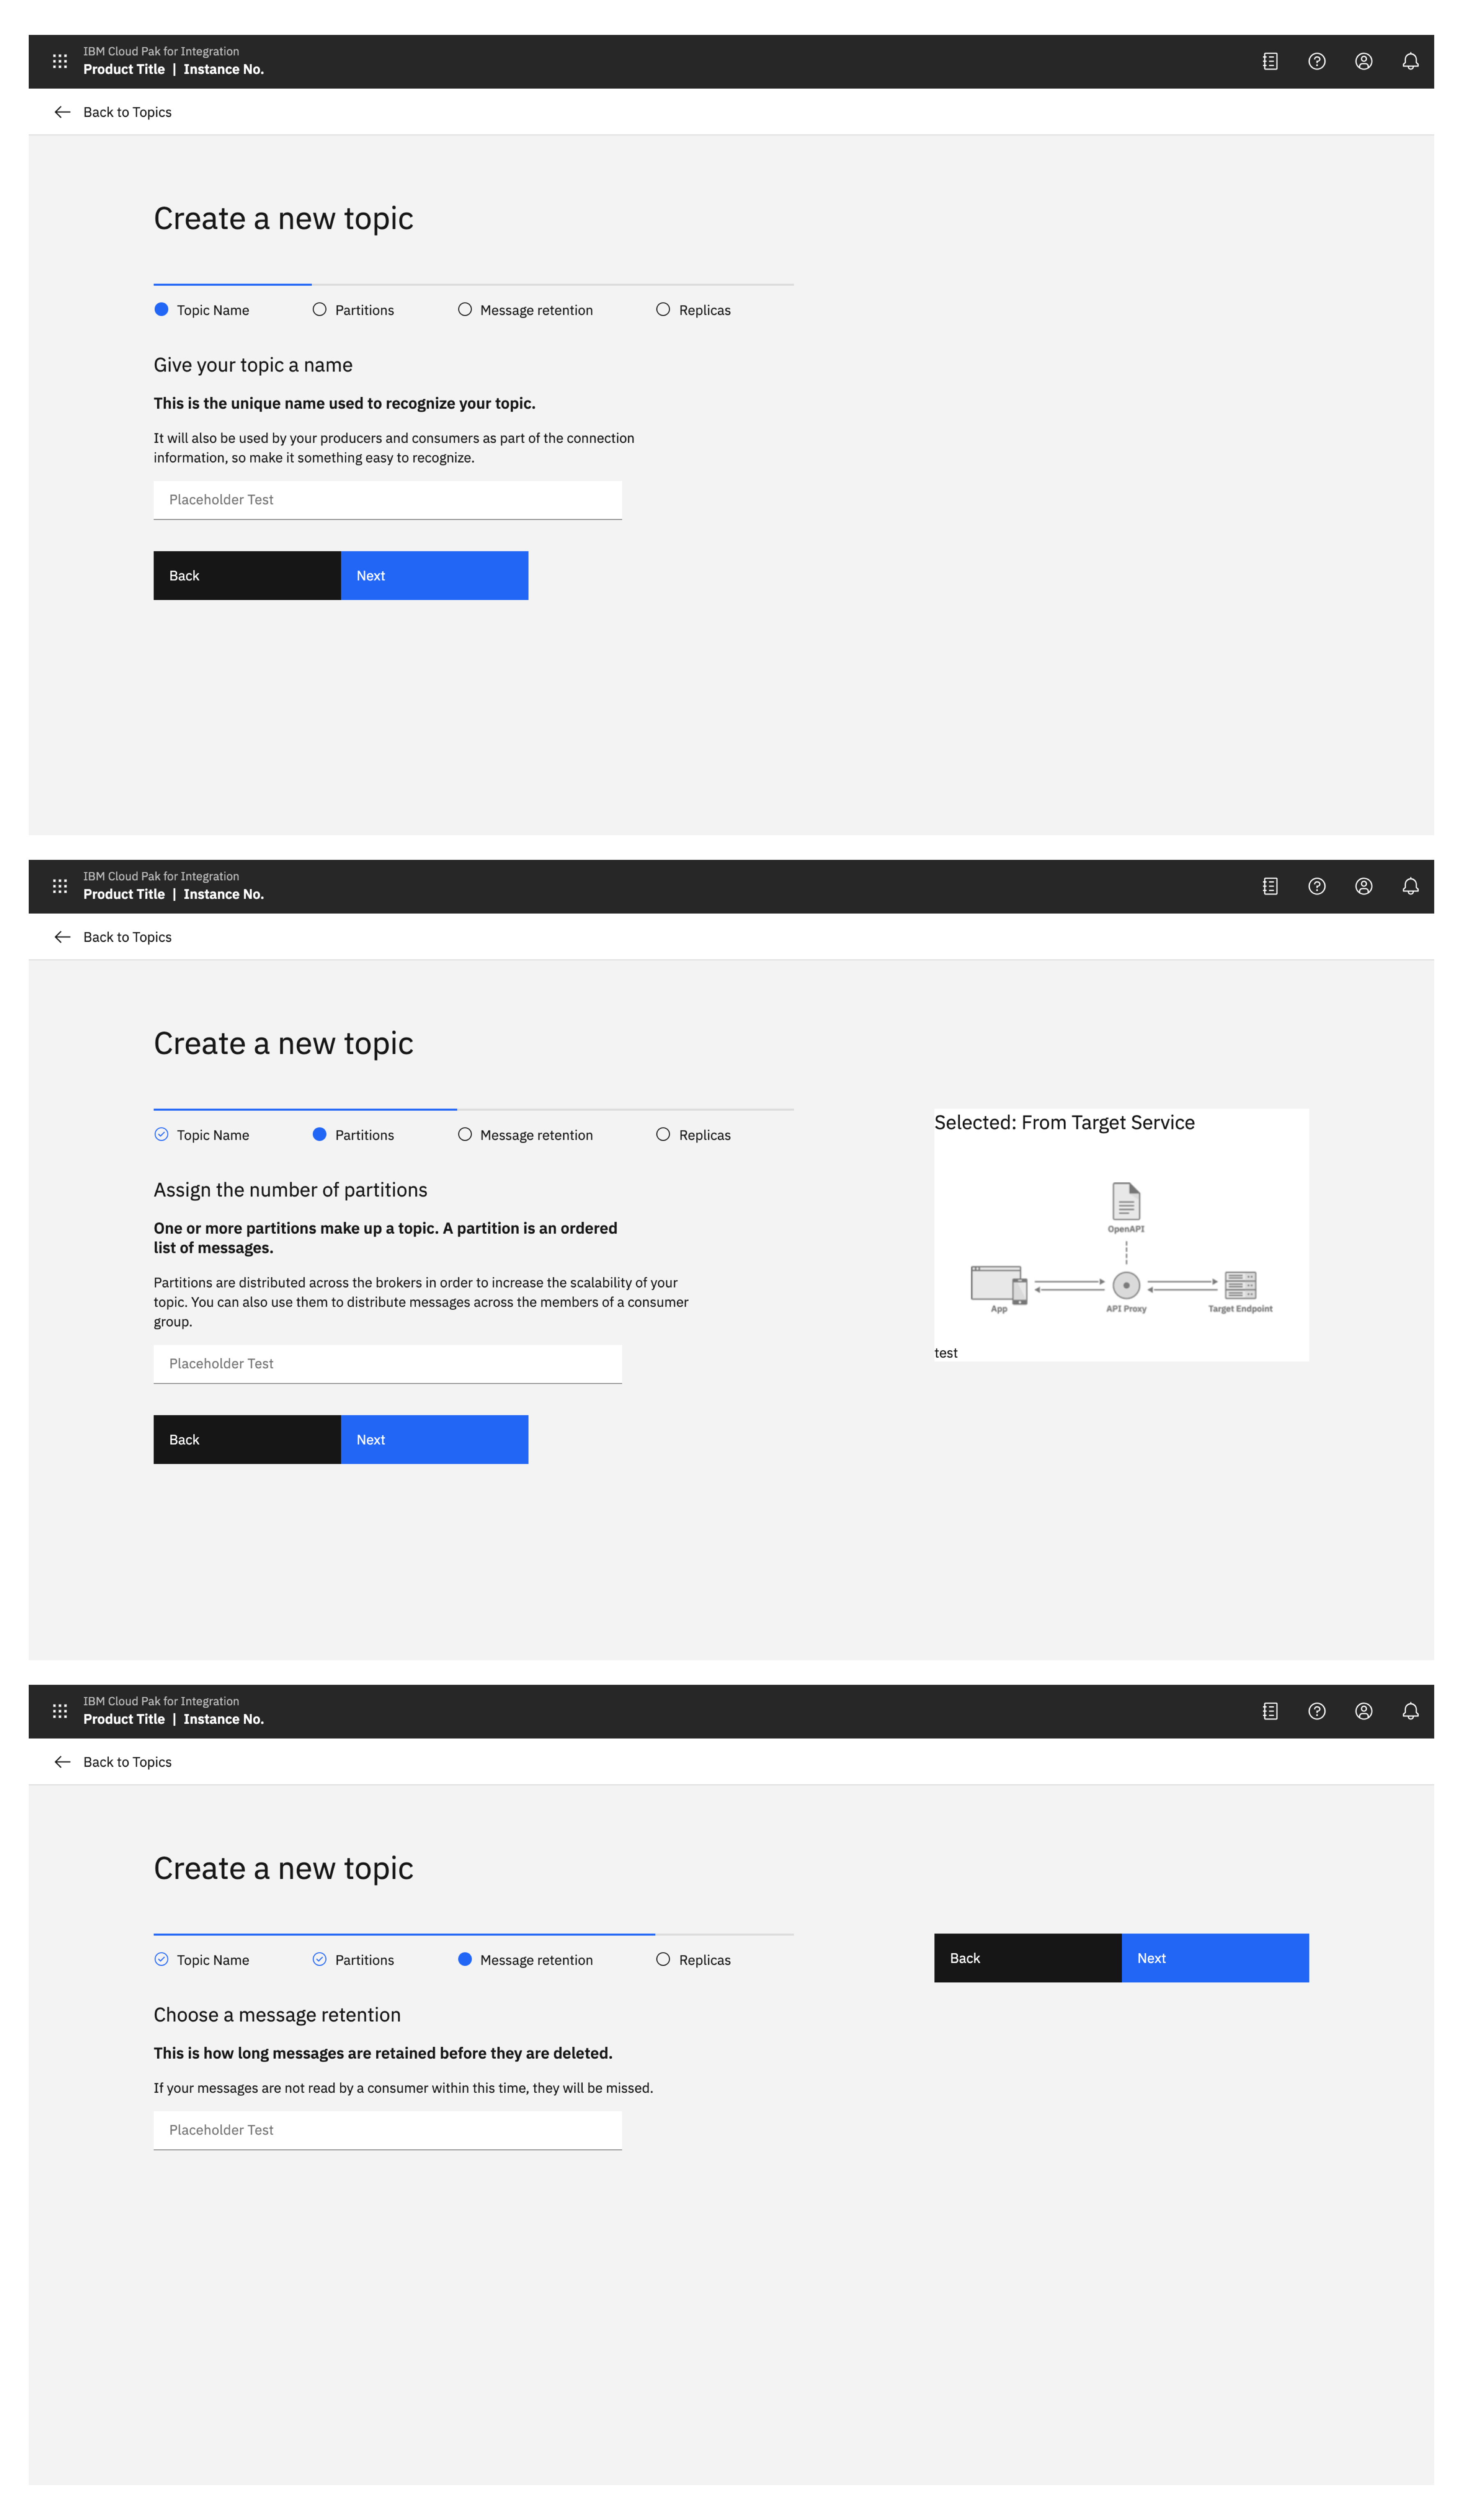 IBM Cloud Pak for Integration
Product Title | Instance No.
Back to Topics
Create a new topic
Topic Name
Partitions
Message retention
Replicas
Give your topic a name
This is the unique name used to recognize your topic.
It will also be used by your producers and consumers as part of the connection
information, so make it something easy to recognize.
Placeholder Test
Back
Next
IBM Cloud Pak for Integration
Product Title | Instance No.
Back to Topics
Create a new topic
Topic Name
Partitions
Message retention
Replicas
Assign the number of partitions
One or more partitions make up a topic. A partition is an ordered
list of messages.
Partitions are distributed across the brokers in order to increase the scalability of your
topic. You can also use them to distribute messages across the members of a consumer
group.
Placeholder Test
Back
Next
Selected: From Target Service
OpenAPI
App
API Proxy
Target Endpoint
test
IBM Cloud Pak for Integration
Product Title | Instance No.
Back to Topics
Create a new topic
Topic Name
Partitions
Message retention
Replicas
Choose a message retention
This is how long messages are retained before they are deleted.
If your messages are not read by a consumer within this time, they will be missed.
Placeholder Test
Back
Next